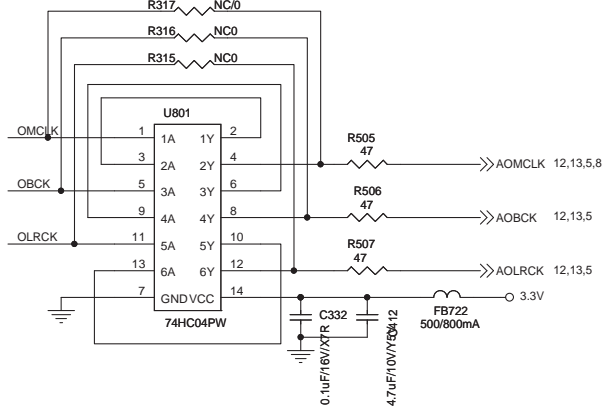 R317 NC/0
R316 NC0
R315 NC0
U801
OMCLK 1 1A 1Y 2
R505
47
3 2A 2Y 4 AOMCLK 12,13,5,8
OBCK 5 3A 3Y 6
R506
47
9 4A 4Y 8 AOBCK 12,13,5
OLRCK 11 5A 5Y 10
R507
47
13 6A 6Y 12 AOLRCK 12,13,5
7 GND VCC 14 3.3V
74HC04PW
C332
0.1uF/16V/X7R
4.7uF/10V/Y5V
FB722
500/800mA